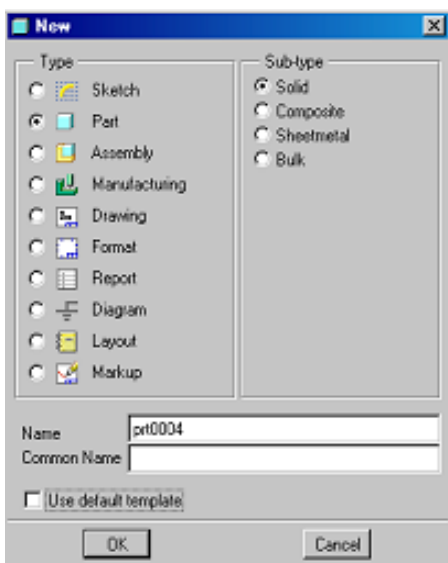 New
Type
Sketch
Part
Assembly
Manufacturing
Drawing
Format
Report
Diagram
Layout
Markup
Sub-type
Solid
Composite
Sheetmetal
Bulk
Name prt0004
Common Name
Use default template
OK Cancel